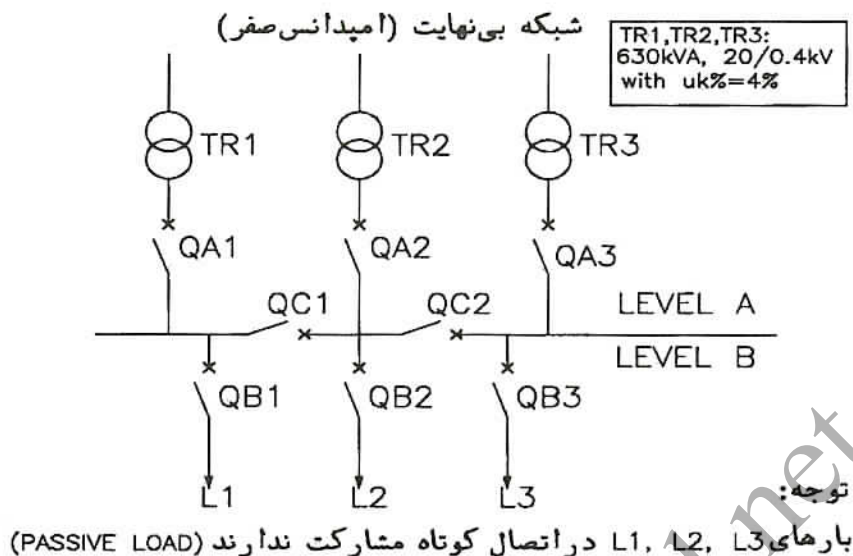 شبکه بی‌نهایت (امپدانس صفر)
TR1,TR2,TR3:
630kVA, 20/0.4kV
with uk%=4%
TR1
TR2
TR3
QA1
QA2
QA3
QC1
QC2
LEVEL A
LEVEL B
QB1
QB2
QB3
L1
L2
L3
توجه:
بارهای L1, L2, L3 در اتصال کوتاه مشارکت ندارند (PASSIVE LOAD)